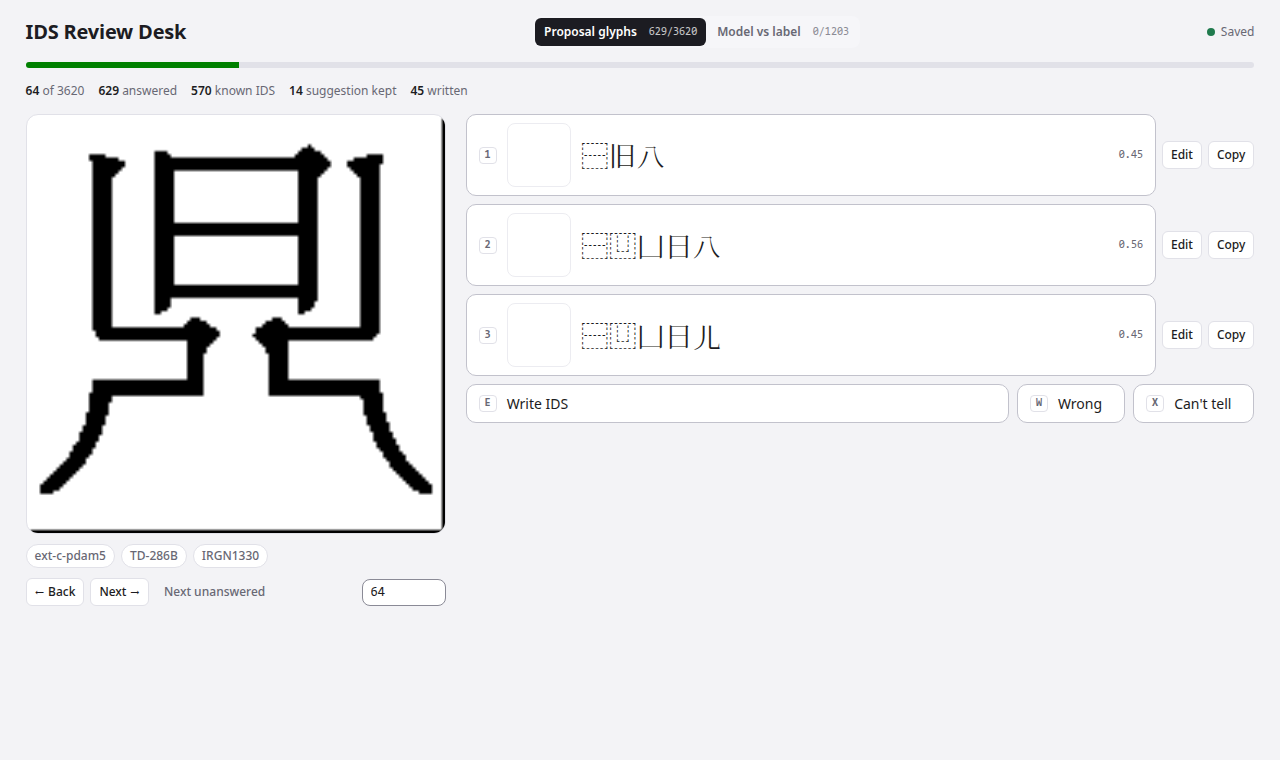 IDS Review Desk
Proposal glyphs 629/3620
Model vs label 0/1203
Saved
64 of 3620 629 answered 570 known IDS 14 suggestion kept 45 written
1 ⿱旧八 0.45 Edit Copy
2 ⿱⿶凵日八 0.56 Edit Copy
3 ⿱⿶凵日儿 0.45 Edit Copy
E Write IDS
W Wrong
X Can't tell
ext-c-pdam5 TD-286B IRGN1330
← Back Next → Next unanswered 64